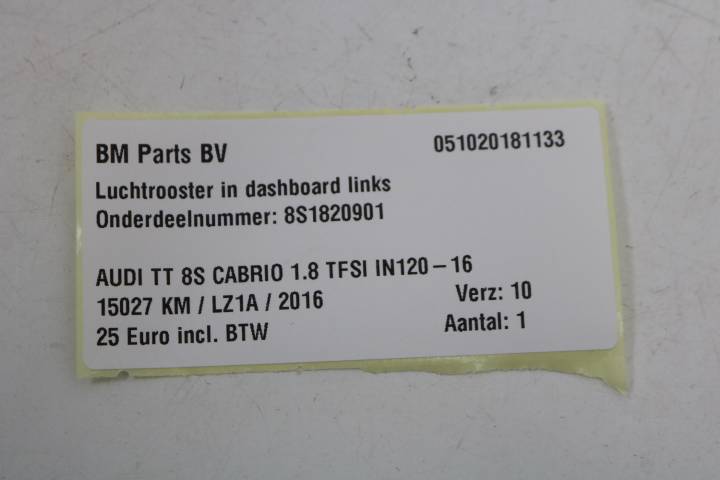 BM Parts BV 051020181133
Luchtrooster in dashboard links
Onderdeelnummer: 8S1820901
AUDI TT 8S CABRIO 1.8 TFSI IN120-16
15027 KM / LZ1A / 2016 Verz: 10
25 Euro incl. BTW Aantal: 1